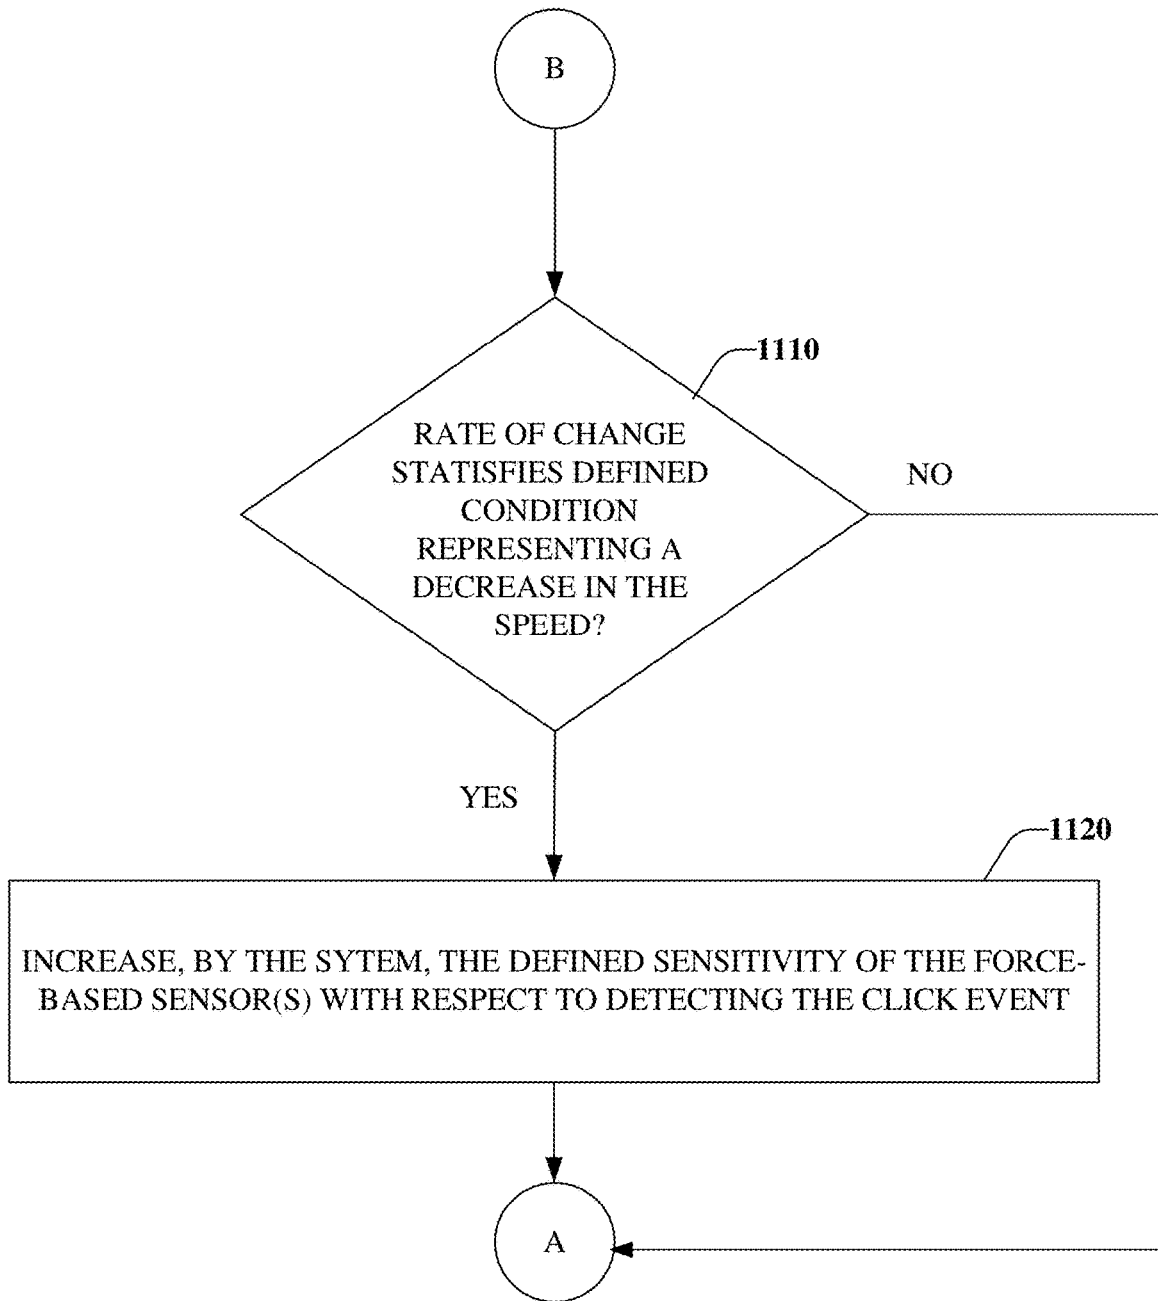 B
1110
RATE OF CHANGE
STATISFIES DEFINED
CONDITION
REPRESENTING A
DECREASE IN THE
SPEED?
NO
YES
1120
INCREASE, BY THE SYTEM, THE DEFINED SENSITIVITY OF THE FORCE-
BASED SENSOR(S) WITH RESPECT TO DETECTING THE CLICK EVENT
A